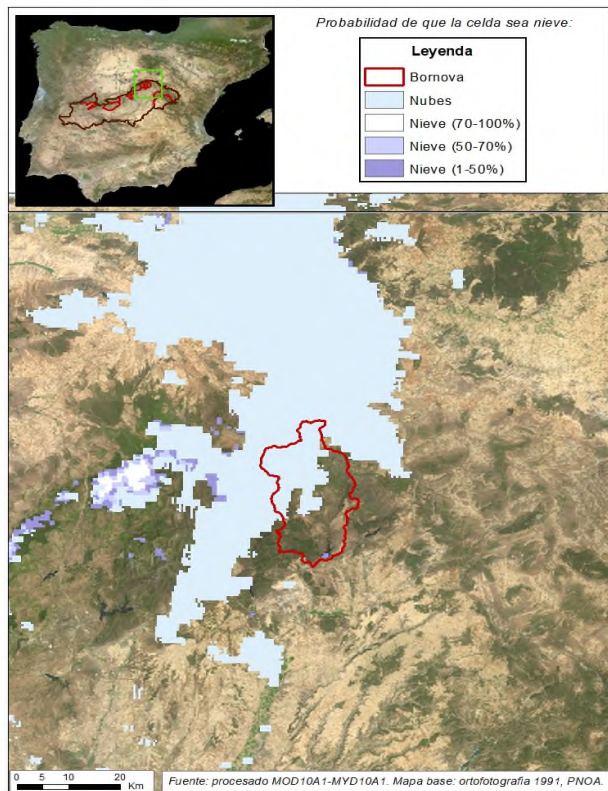 Probabilidad de que la celda sea nieve:
Leyenda
Bornova
Nubes
Nieve (70-100%)
Nieve (50-70%)
Nieve (1-50%)
0 5 10 20
Km
Fuente: procesado MOD10A1-MYD10A1. Mapa base: ortofotografia 1991, PNOA.